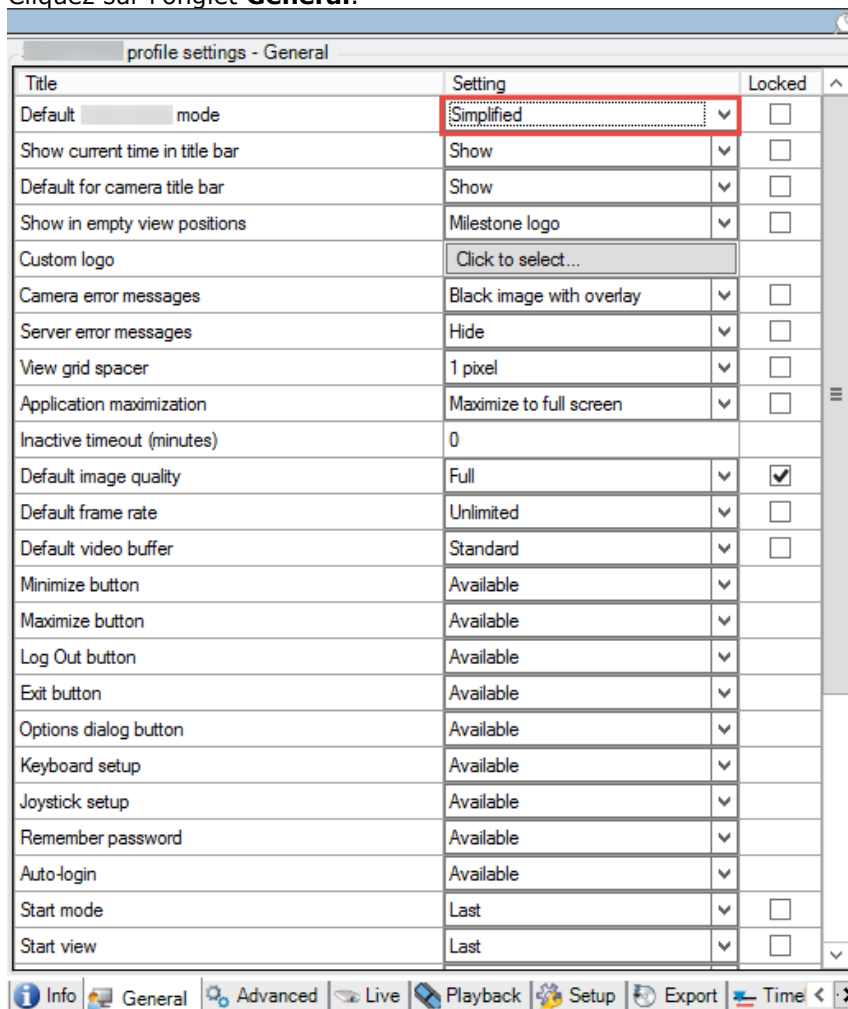 Cliquez sur l'onglet General.
profile settings - General
Title Setting Locked
Default mode Simplified
Show current time in title bar Show
Default for camera title bar Show
Show in empty view positions Milestone logo
Custom logo Click to select...
Camera error messages Black image with overlay
Server error messages Hide
View grid spacer 1 pixel
Application maximization Maximize to full screen
Inactive timeout (minutes) 0
Default image quality Full
Default frame rate Unlimited
Default video buffer Standard
Minimize button Available
Maximize button Available
Log Out button Available
Exit button Available
Options dialog button Available
Keyboard setup Available
Joystick setup Available
Remember password Available
Auto-login Available
Start mode Last
Start view Last
Info General Advanced Live Playback Setup Export Time